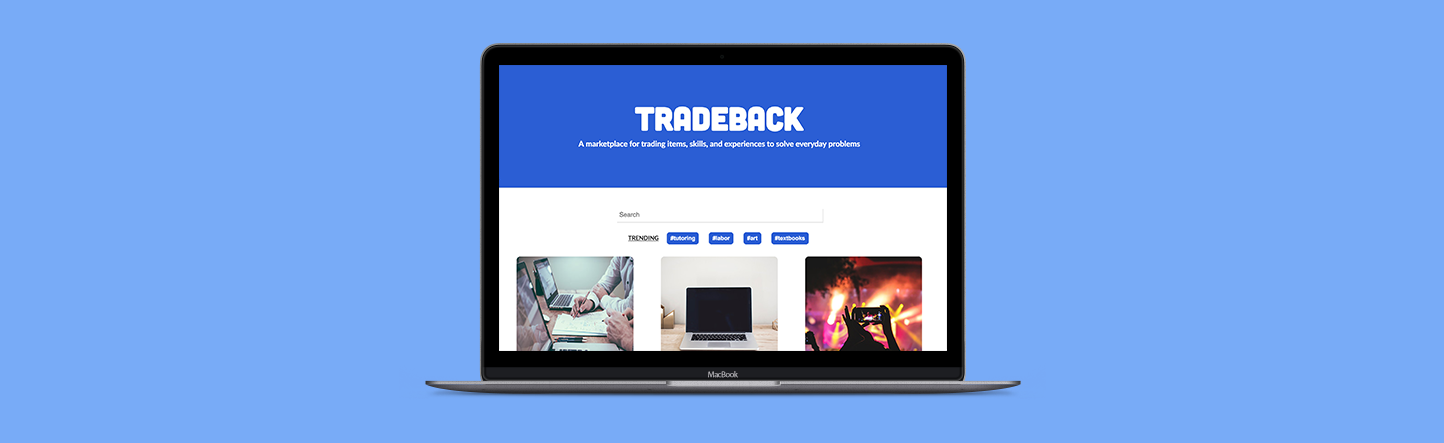 TRADEBACK
A marketplace for trading items, skills, and experiences to solve everyday problems
Search
TRENDING #tutoring #labor #art #textbooks
MacBook